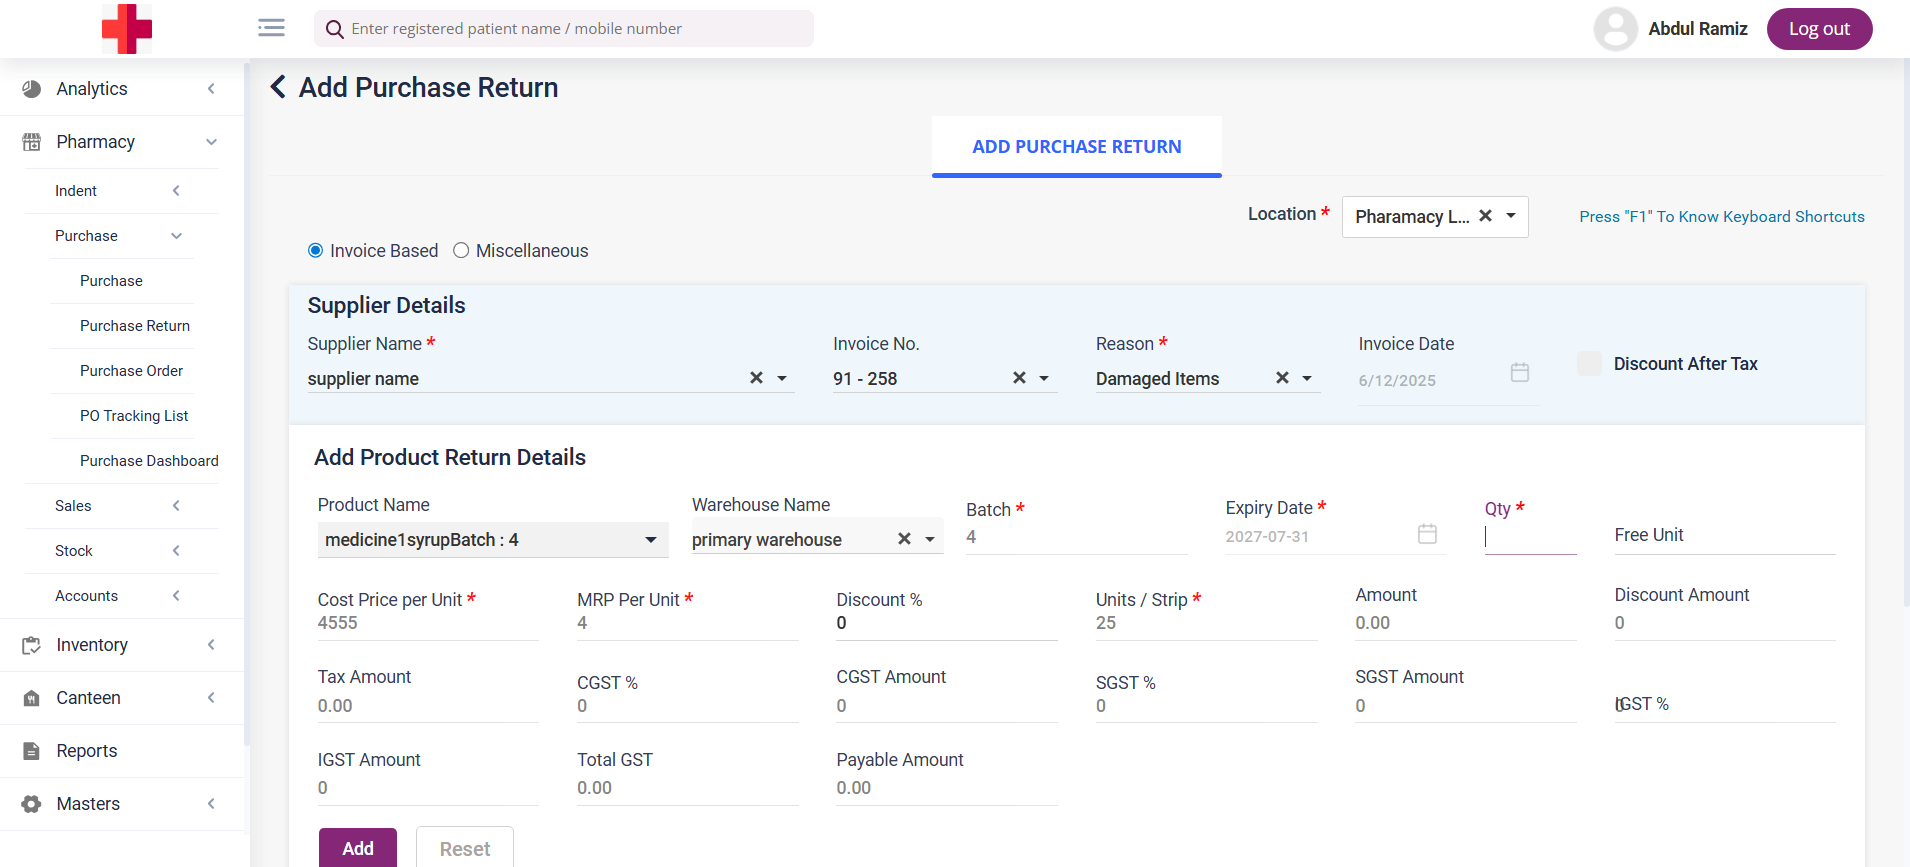 Enter registered patient name / mobile number
Abdul Ramiz
Log out
Analytics
Pharmacy
Indent
Purchase
Purchase
Purchase Return
Purchase Order
PO Tracking List
Purchase Dashboard
Sales
Stock
Accounts
Inventory
Canteen
Reports
Masters
Add Purchase Return
ADD PURCHASE RETURN
Location * Pharamacy L...
Press "F1" To Know Keyboard Shortcuts
Invoice Based Miscellaneous
Supplier Details
Supplier Name * Invoice No. Reason * Invoice Date
Discount After Tax
supplier name 91 - 258 Damaged Items 6/12/2025
Add Product Return Details
Product Name Warehouse Name Batch * Expiry Date * Qty *
medicine1syrupBatch : 4 primary warehouse 4 2027-07-31 Free Unit
Cost Price per Unit * MRP Per Unit * Discount % Units / Strip * Amount Discount Amount
4555 4 0 25 0.00 0
Tax Amount CGST % CGST Amount SGST % SGST Amount IGST %
0.00 0 0 0 0 0
IGST Amount Total GST Payable Amount
0 0.00 0.00
Add Reset